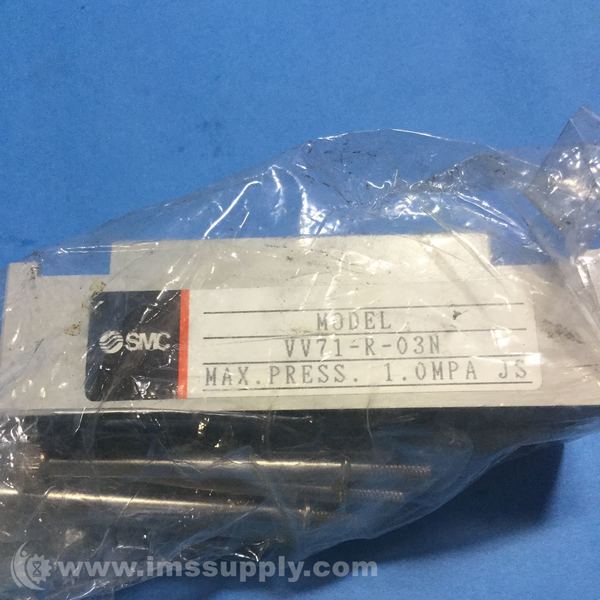 SMC
MODEL
VV71-R-03N
MAX.PRESS. 1.0MPA JS
www.imssupply.com